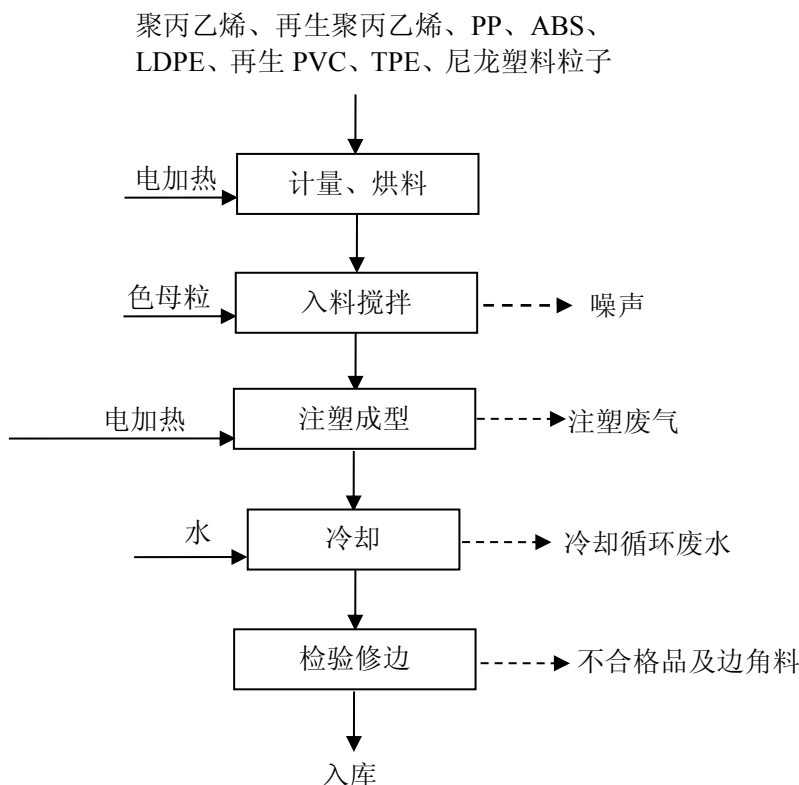 聚丙乙烯、再生聚丙乙烯、PP、ABS、
LDPE、再生 PVC、TPE、尼龙塑料粒子
电加热
计量、烘料
色母粒
入料搅拌
噪声
电加热
注塑成型
注塑废气
水
冷却
冷却循环废水
检验修边
不合格品及边角料
入库